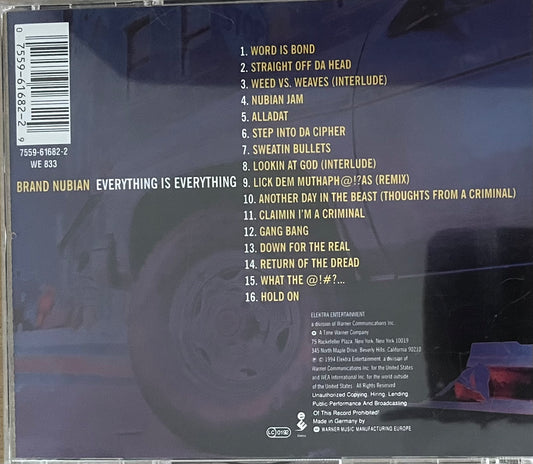 0 7559-61682-2 9
7559-61682-2
WE 833
BRAND NUBIAN EVERYTHING IS EVERYTHING
1. WORD IS BOND
2. STRAIGHT OFF DA HEAD
3. WEED VS. WEAVES (INTERLUDE)
4. NUBIAN JAM
5. ALLADAT
6. STEP INTO DA CIPHER
7. SWEATIN BULLETS
8. LOOKIN AT GOD (INTERLUDE)
9. LICK DEM MUTHAPH@!?AS (REMIX)
10. ANOTHER DAY IN THE BEAST (THOUGHTS FROM A CRIMINAL)
11. CLAIMIN I'M A CRIMINAL
12. GANG BANG
13. DOWN FOR THE REAL
14. RETURN OF THE DREAD
15. WHAT THE @!#?...
16. HOLD ON
ELEKTRA ENTERTAINMENT
a division of Warner Communications Inc.
A Time Warner Company
75 Rockefeller Plaza, New York, New York 10019
345 North Maple Drive, Beverly Hills, California 90210
℗ © 1994 Elektra Entertainment, a division of
Warner Communications Inc. for the United States
and WEA International Inc. for the world outside
of the United States. All Rights Reserved.
Unauthorized Copying, Hiring, Lending
Public Performance And Broadcasting
Of This Record Prohibited!
Made in Germany by
WARNER MUSIC MANUFACTURING EUROPE
LC 0192